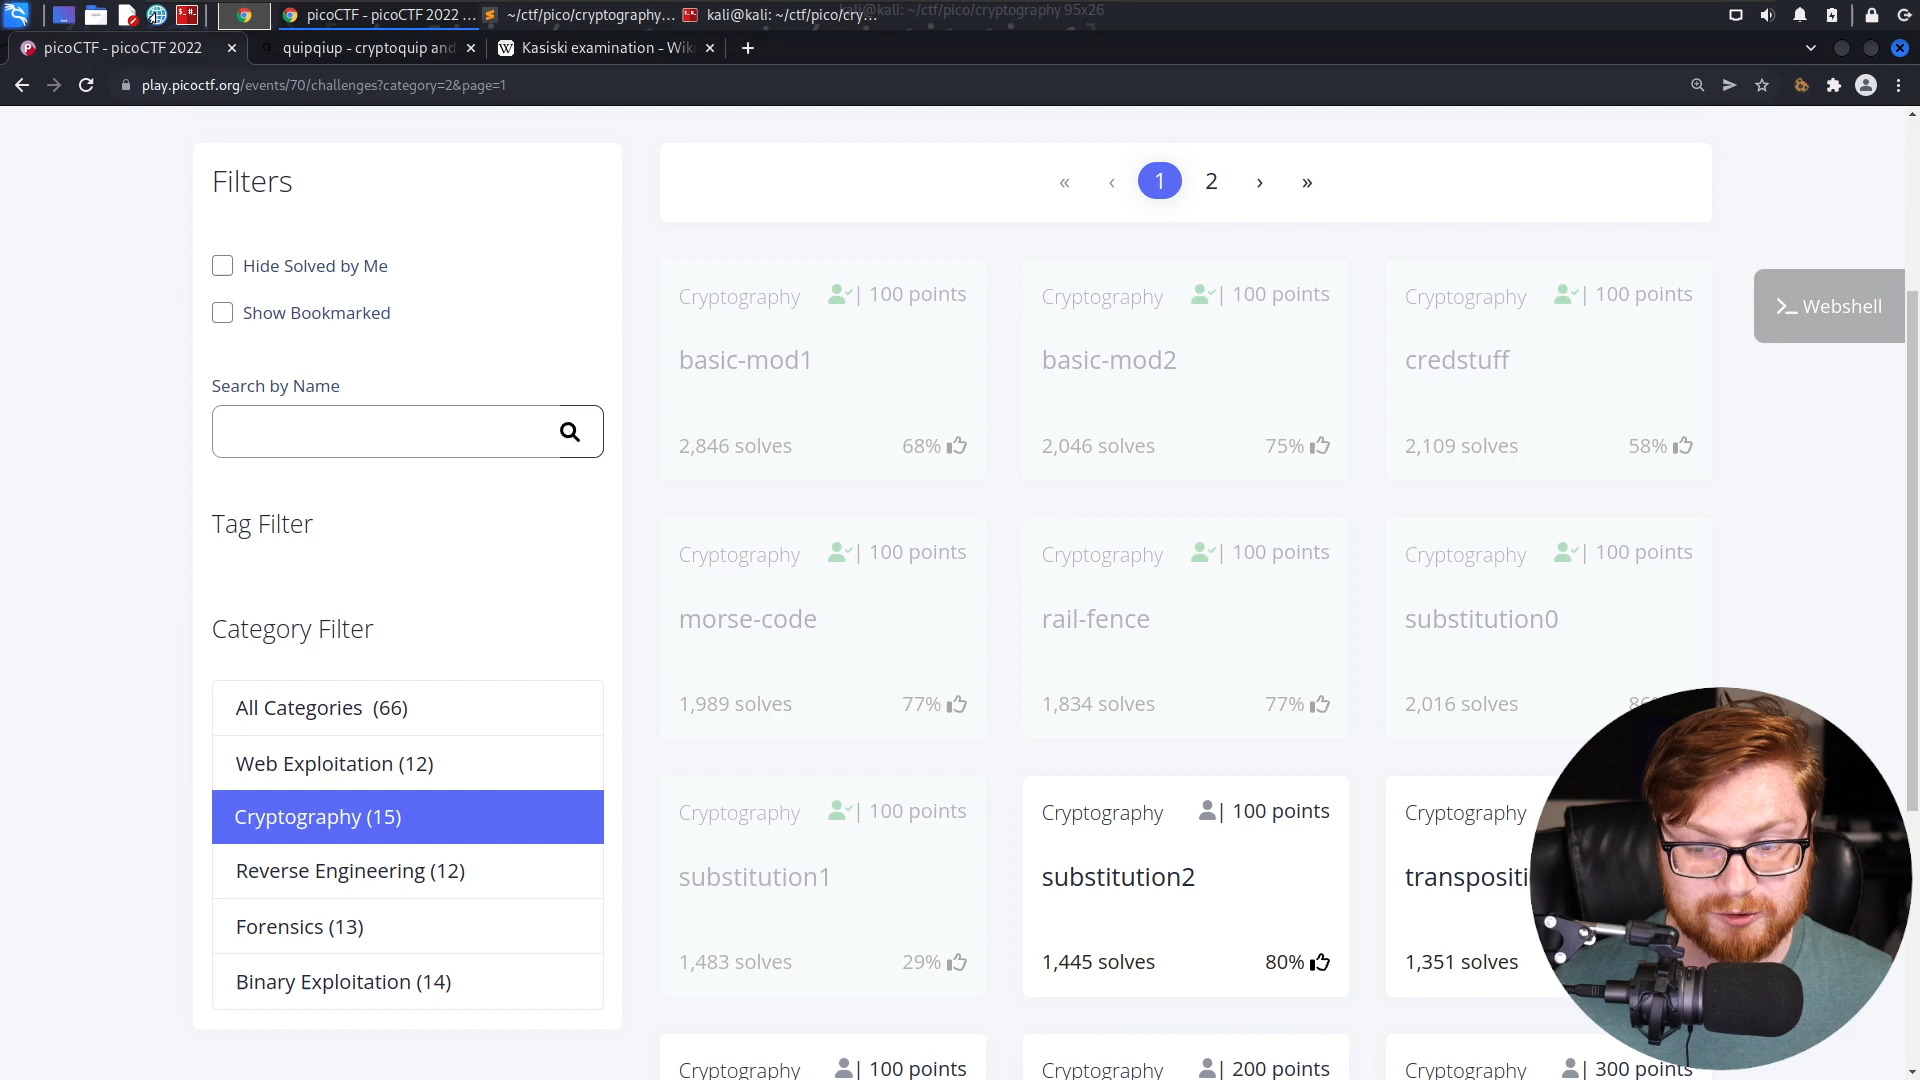 picoCTF - picoCTF 2022 ...
~/ctf/pico/cryptography...
kali@kali: ~/ctf/pico/cry...
kali@kali: ~/ctf/pico/cryptography 95x26
picoCTF - picoCTF 2022
quipqiup - cryptoquip and
Kasiski examination - Wiki
play.picoctf.org/events/70/challenges?category=2&page=1
Filters
Hide Solved by Me
Show Bookmarked
Search by Name
Tag Filter
Category Filter
All Categories (66)
Web Exploitation (12)
Cryptography (15)
Reverse Engineering (12)
Forensics (13)
Binary Exploitation (14)
« ‹ 1 2 › »
Webshell
Cryptography | 100 points
basic-mod1
2,846 solves 68%
Cryptography | 100 points
basic-mod2
2,046 solves 75%
Cryptography | 100 points
credstuff
2,109 solves 58%
Cryptography | 100 points
morse-code
1,989 solves 77%
Cryptography | 100 points
rail-fence
1,834 solves 77%
Cryptography | 100 points
substitution0
2,016 solves
Cryptography | 100 points
substitution1
1,483 solves 29%
Cryptography | 100 points
substitution2
1,445 solves 80%
Cryptography
transpositi
1,351 solves
Cryptography | 100 points
Cryptography | 200 points
Cryptography | 300 points